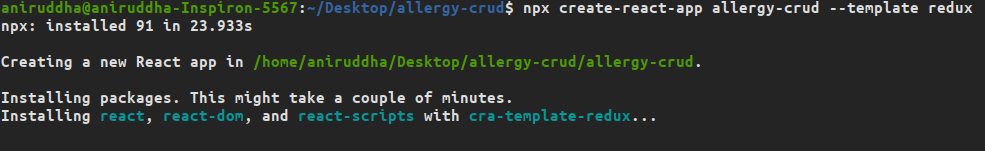 aniruddha@aniruddha-Inspiron-5567:~/Desktop/allergy-crud$ npx create-react-app allergy-crud --template redux
npx: installed 91 in 23.933s
Creating a new React app in /home/aniruddha/Desktop/allergy-crud/allergy-crud.
Installing packages. This might take a couple of minutes.
Installing react, react-dom, and react-scripts with cra-template-redux...